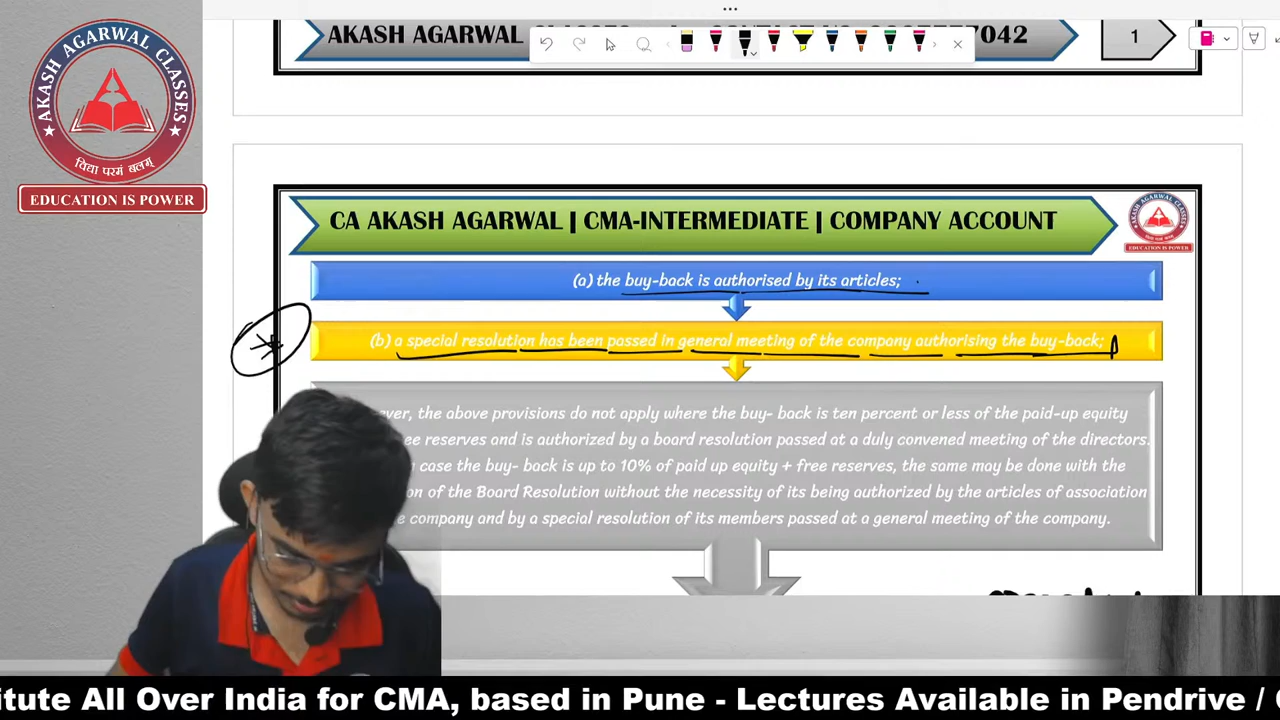 AKASH AGARWAL
7042
1
AKASH AGARWAL CLASSES
विद्या परमं बलम्
EDUCATION IS POWER
CA AKASH AGARWAL | CMA-INTERMEDIATE | COMPANY ACCOUNT
AKASH AGARWAL CLASSES
EDUCATION IS POWER
(a) the buy-back is authorised by its articles;
(b) a special resolution has been passed in general meeting of the company authorising the buy-back;
the above provisions do not apply where the buy- back is ten percent or less of the paid-up equity
reserves and is authorized by a board resolution passed at a duly convened meeting of the directors.
case the buy- back is up to 10% of paid up equity + free reserves, the same may be done with the
of the Board Resolution without the necessity of its being authorized by the articles of association
company and by a special resolution of its members passed at a general meeting of the company.
itute All Over India for CMA, based in Pune - Lectures Available in Pendrive /